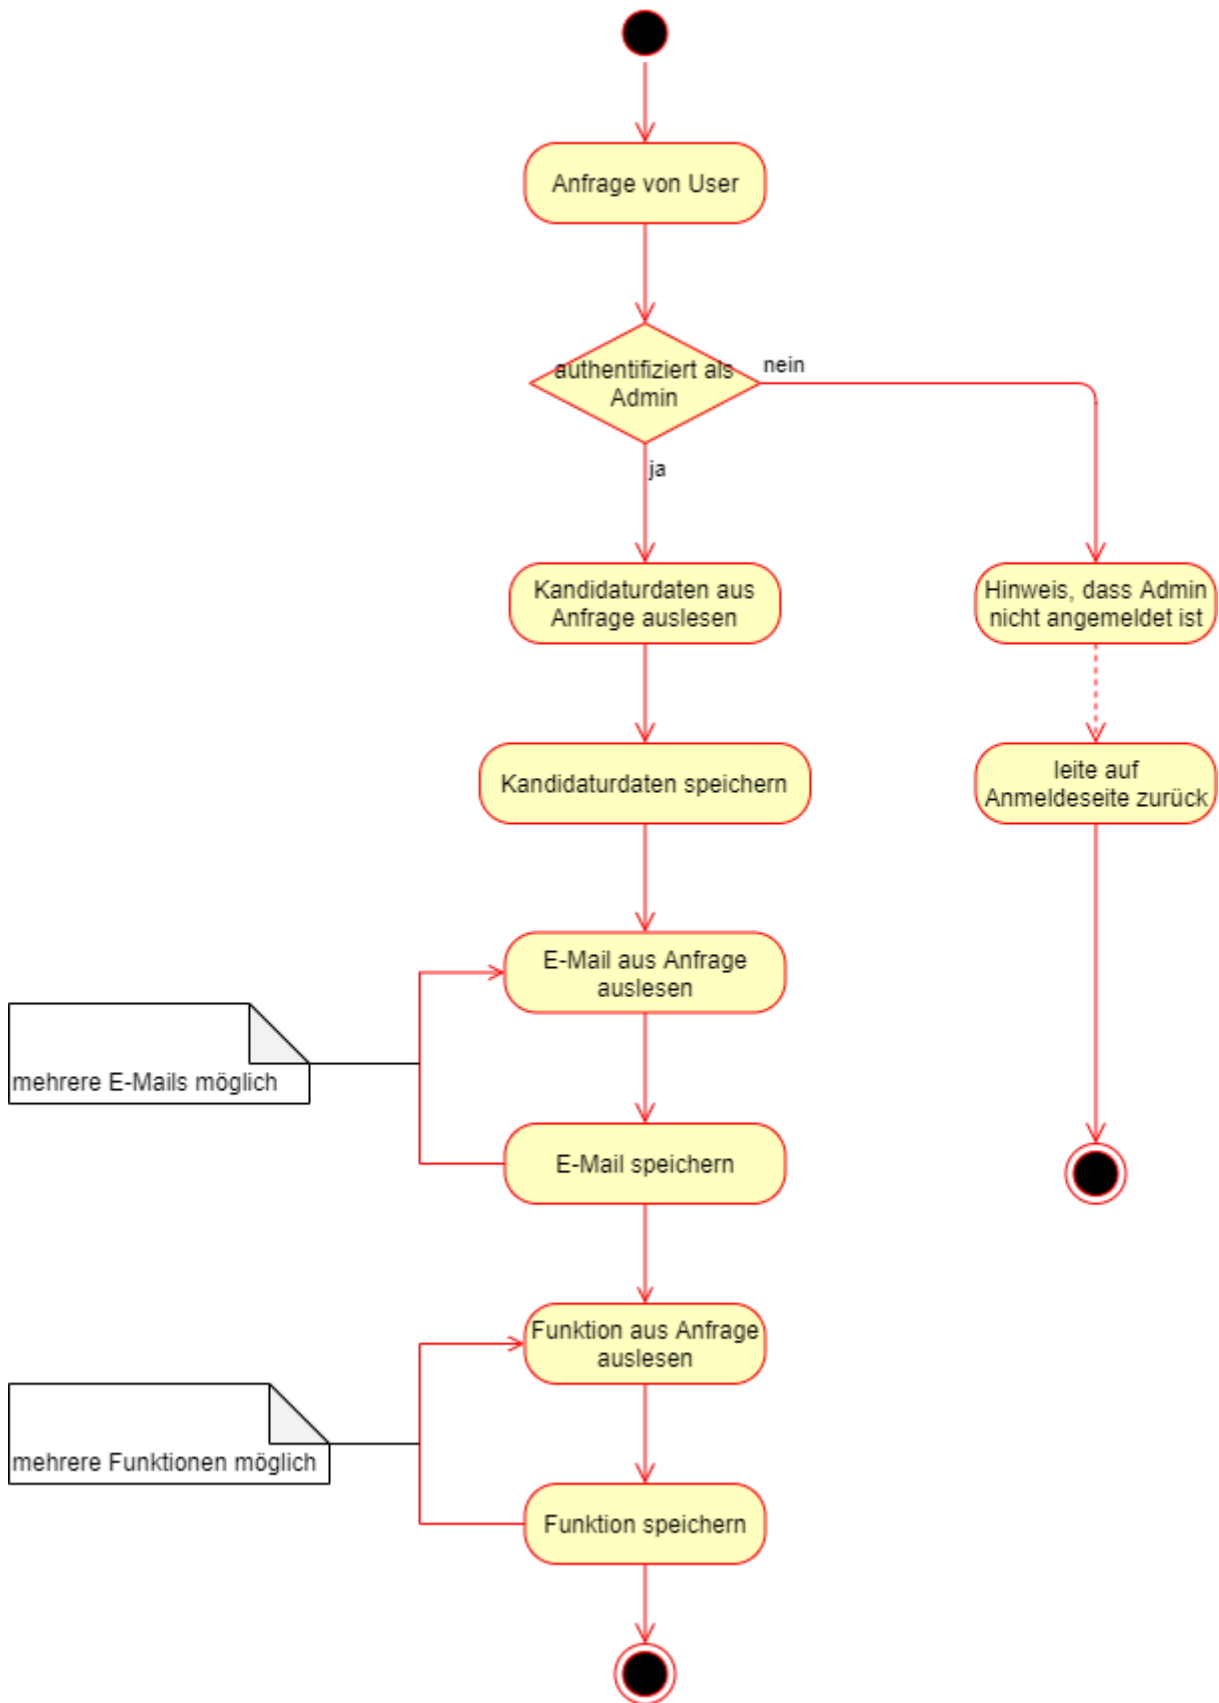 Anfrage von User
authentifiziert als
Admin
nein
ja
Kandidaturdaten aus
Anfrage auslesen
Hinweis, dass Admin
nicht angemeldet ist
Kandidaturdaten speichern
leite auf
Anmeldeseite zurück
E-Mail aus Anfrage
auslesen
mehrere E-Mails möglich
E-Mail speichern
Funktion aus Anfrage
auslesen
mehrere Funktionen möglich
Funktion speichern